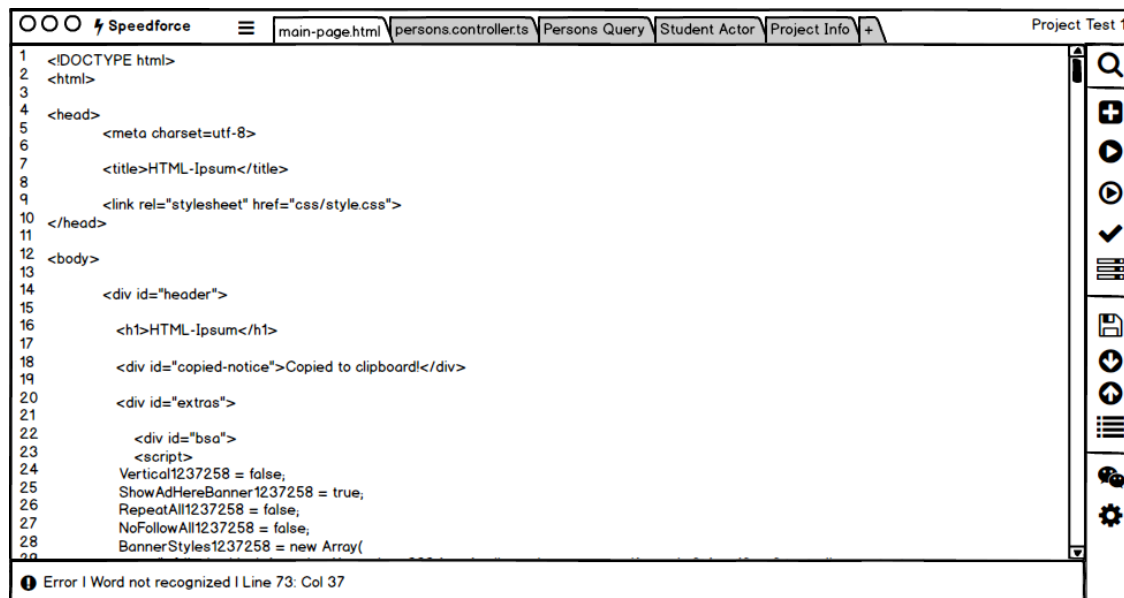 Speedforce
main-page.html persons.controller.ts Persons Query Student Actor Project Info +
Project Test 1
1 <!DOCTYPE html>
2 <html>
3
4 <head>
5 <meta charset=utf-8>
6
7 <title>HTML-Ipsum</title>
8
9 <link rel="stylesheet" href="css/style.css">
10 </head>
11
12 <body>
13
14 <div id="header">
15
16 <h1>HTML-Ipsum</h1>
17
18 <div id="copied-notice">Copied to clipboard!</div>
19
20 <div id="extras">
21
22 <div id="bsa">
23 <script>
24 Vertical1237258 = false;
25 ShowAdHereBanner1237258 = true;
26 RepeatAll1237258 = false;
27 NoFollowAll1237258 = false;
28 BannerStyles1237258 = new Array(
Error | Word not recognized | Line 73: Col 37